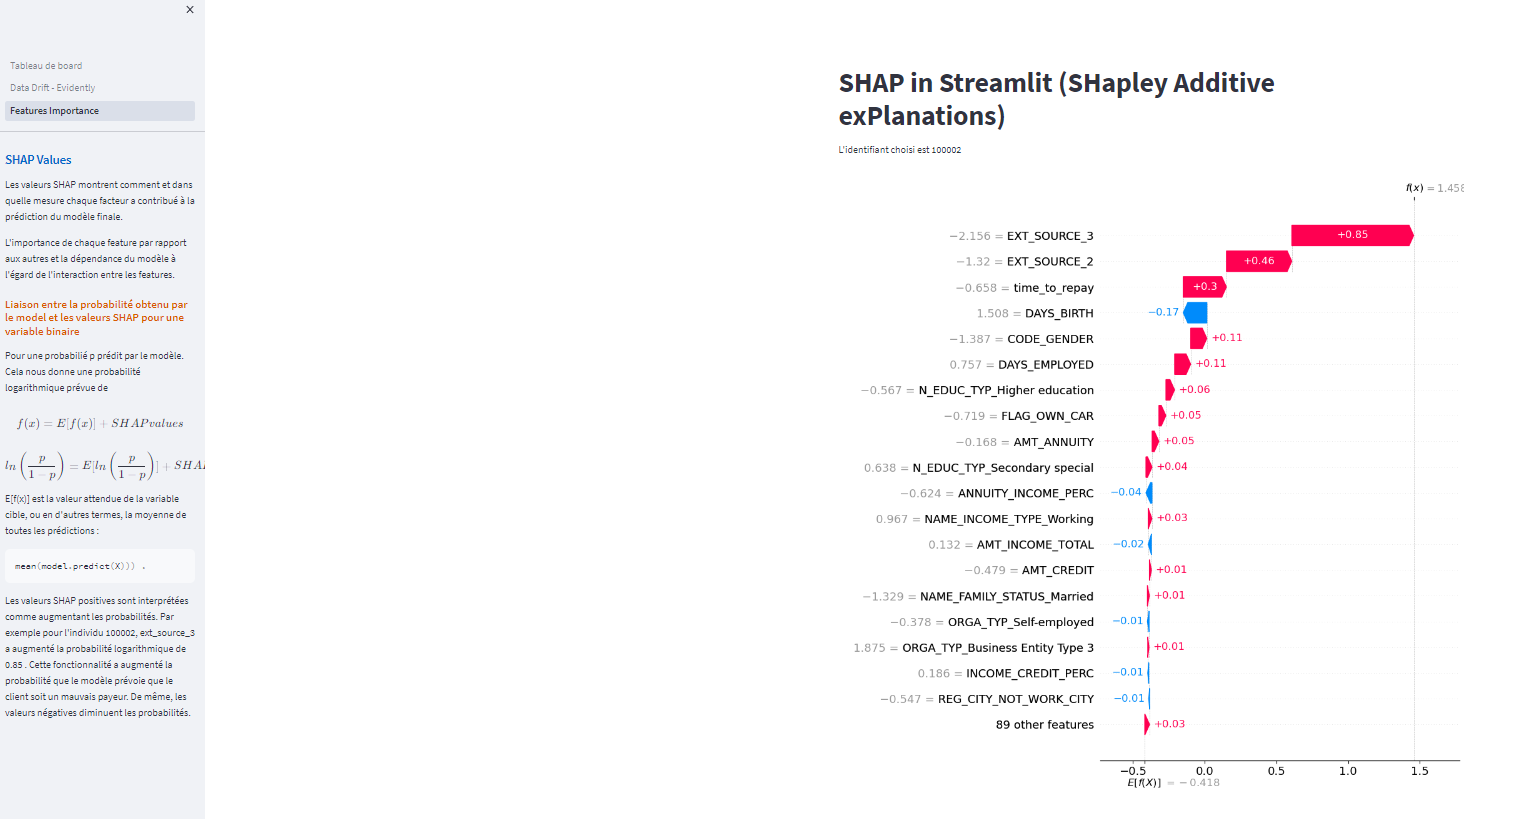 ×
Tableau de board
Data Drift - Evidently
Features Importance
SHAP Values
Les valeurs SHAP montrent comment et dans
quelle mesure chaque facteur a contribué à la
prédiction du modèle finale.
L'importance de chaque feature par rapport
aux autres et la dépendance du modèle à
l'égard de l'interaction entre les features.
Liaison entre la probabilité obtenu par
le model et les valeurs SHAP pour une
variable binaire
Pour une probabilié p prédit par le modèle.
Cela nous donne une probabilité
logarithmique prévue de
f(x) = E[f(x)] + SHAPvalues
ln(p/(1 − p)) = E[ln(p/(1 − p))] + SHA
E[f(x)] est la valeur attendue de la variable
cible, ou en d'autres termes, la moyenne de
toutes les prédictions :
mean(model.predict(X))) .
Les valeurs SHAP positives sont interprétées
comme augmentant les probabilités. Par
exemple pour l'individu 100002, ext_source_3
a augmenté la probabilité logarithmique de
0.85 . Cette fonctionnalité a augmenté la
probabilité que le modèle prévoie que le
client soit un mauvais payeur. De même, les
valeurs négatives diminuent les probabilités.
SHAP in Streamlit (SHapley Additive
exPlanations)
L'identifiant choisi est 100002
f(x) = 1.458
−2.156 = EXT_SOURCE_3 +0.85
−1.32 = EXT_SOURCE_2 +0.46
−0.658 = time_to_repay +0.3
1.508 = DAYS_BIRTH −0.17
−1.387 = CODE_GENDER +0.11
0.757 = DAYS_EMPLOYED +0.11
−0.567 = N_EDUC_TYP_Higher education +0.06
−0.719 = FLAG_OWN_CAR +0.05
−0.168 = AMT_ANNUITY +0.05
0.638 = N_EDUC_TYP_Secondary special +0.04
−0.624 = ANNUITY_INCOME_PERC −0.04
0.967 = NAME_INCOME_TYPE_Working +0.03
0.132 = AMT_INCOME_TOTAL −0.02
−0.479 = AMT_CREDIT +0.01
−1.329 = NAME_FAMILY_STATUS_Married +0.01
−0.378 = ORGA_TYP_Self-employed −0.01
1.875 = ORGA_TYP_Business Entity Type 3 +0.01
0.186 = INCOME_CREDIT_PERC −0.01
−0.547 = REG_CITY_NOT_WORK_CITY −0.01
89 other features +0.03
−0.5 0.0 0.5 1.0 1.5
E[f(X)] = −0.418